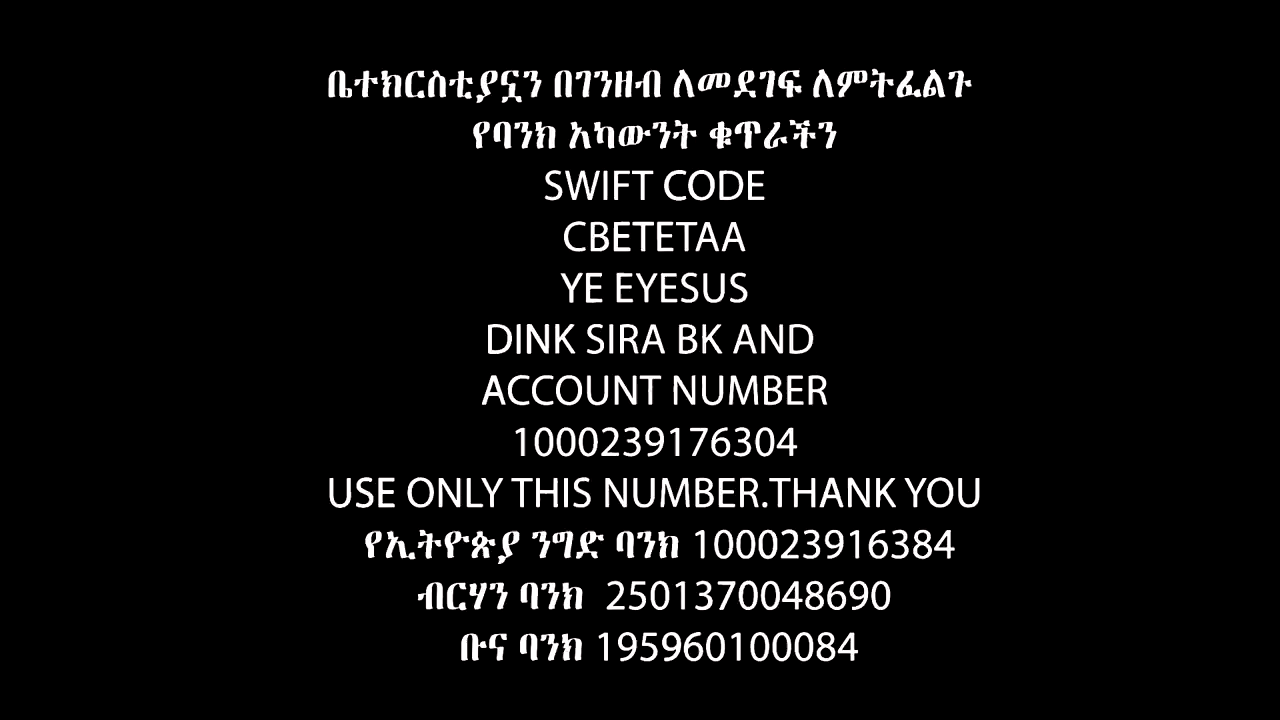 ቤተክርስቲያኗን በገንዘብ ለመደገፍ ለምትፈልጉ
የባንክ አካውንት ቁጥራችን
SWIFT CODE
CBETETAA
YE EYESUS
DINK SIRA BK AND
ACCOUNT NUMBER
1000239176304
USE ONLY THIS NUMBER.THANK YOU
የኢትዮጵያ ንግድ ባንክ 100023916384
ብርሃን ባንክ 2501370048690
ቡና ባንክ 195960100084